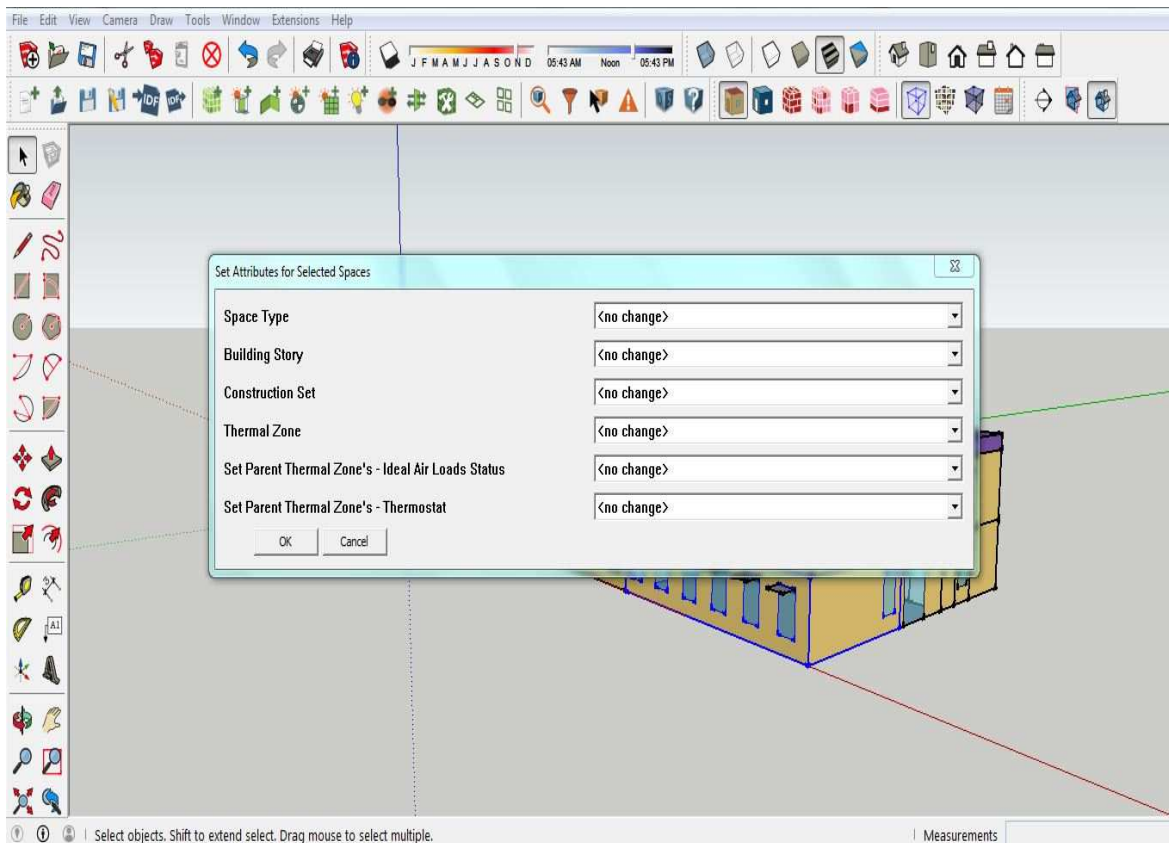 File Edit View Camera Draw Tools Window Extensions Help
J F M A M J J A S O N D 05:43 AM Noon 05:43 PM
IDF IDF
Set Attributes for Selected Spaces
Space Type <no change>
Building Story <no change>
Construction Set <no change>
Thermal Zone <no change>
Set Parent Thermal Zone's - Ideal Air Loads Status <no change>
Set Parent Thermal Zone's - Thermostat <no change>
OK Cancel
A1
Select objects. Shift to extend select. Drag mouse to select multiple. Measurements